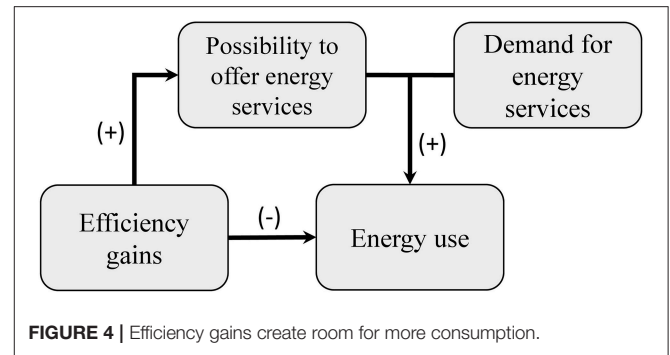 Possibility to
offer energy
services
Demand for
energy
services
(+)
(+)
Efficiency
gains
(-)
Energy use
FIGURE 4 | Efficiency gains create room for more consumption.